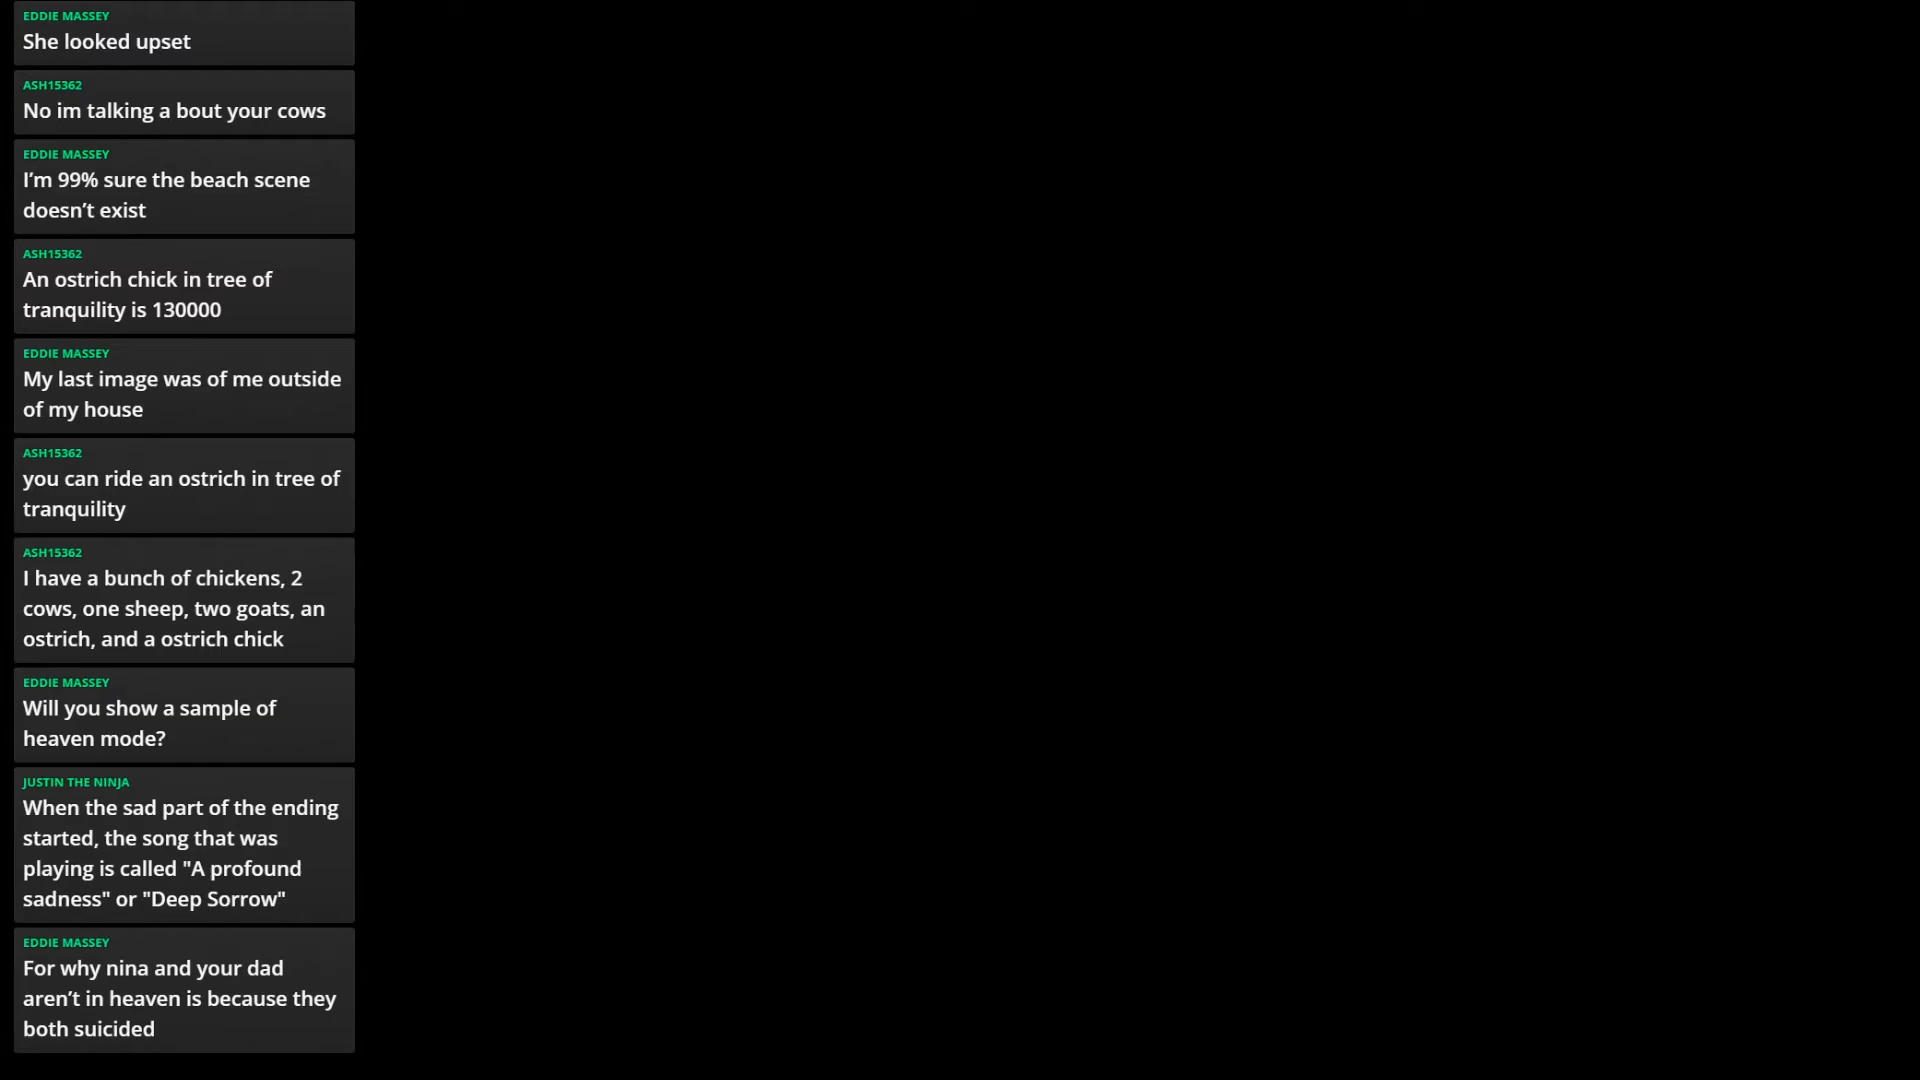 EDDIE MASSEY
She looked upset
ASH15362
No im talking a bout your cows
EDDIE MASSEY
I’m 99% sure the beach scene
doesn’t exist
ASH15362
An ostrich chick in tree of
tranquility is 130000
EDDIE MASSEY
My last image was of me outside
of my house
ASH15362
you can ride an ostrich in tree of
tranquility
ASH15362
I have a bunch of chickens, 2
cows, one sheep, two goats, an
ostrich, and a ostrich chick
EDDIE MASSEY
Will you show a sample of
heaven mode?
JUSTIN THE NINJA
When the sad part of the ending
started, the song that was
playing is called "A profound
sadness" or "Deep Sorrow"
EDDIE MASSEY
For why nina and your dad
aren’t in heaven is because they
both suicided